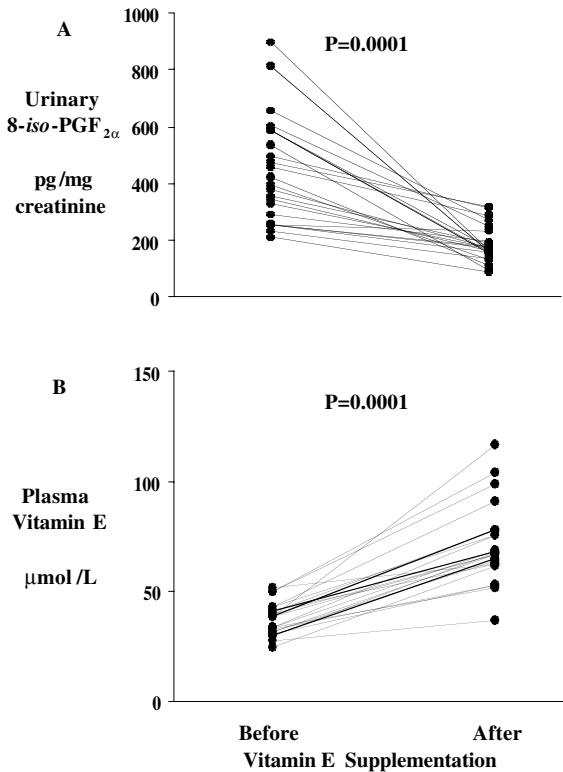 A
P=0.0001
1000
800
600
400
200
0
Urinary
8-iso-PGF2α
pg/mg
creatinine
B
P=0.0001
150
100
50
0
Plasma
Vitamin E
μmol/L
Before After
Vitamin E Supplementation